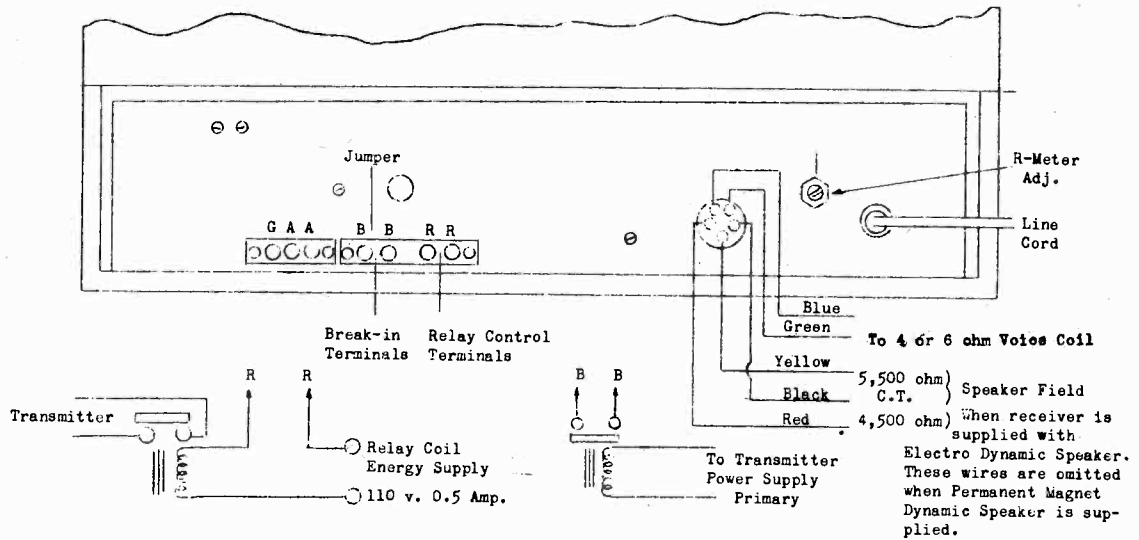 Jumper
R-Meter
Adj.
G A A
B B
R R
Line
Cord
Break-in
Terminals
Relay Control
Terminals
Blue
Green
To 4 or 6 ohm Voice Coil
Yellow
5,500 ohm)
Black
C.T.
Speaker Field
Red
4,500 ohm)
When receiver is
supplied with
Electro Dynamic Speaker.
These wires are omitted
when Permanent Magnet
Dynamic Speaker is sup-
plied.
R R
B B
Transmitter
Relay Coil
Energy Supply
110 v. 0.5 Amp.
To Transmitter
Power Supply
Primary